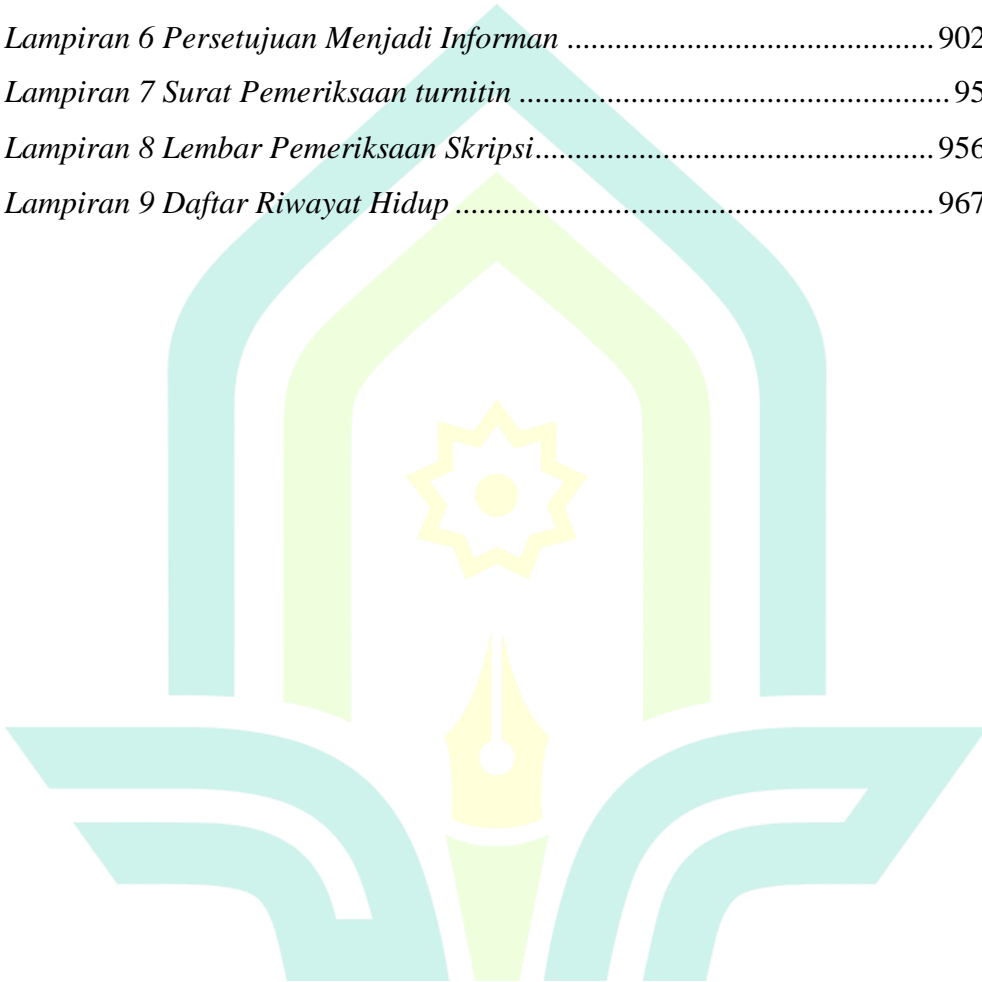 Lampiran 6 Persetujuan Menjadi Informan ....................................... 902
Lampiran 7 Surat Pemeriksaan turnitin .............................................. 95
Lampiran 8 Lembar Pemeriksaan Skripsi........................................... 956
Lampiran 9 Daftar Riwayat Hidup ................................................... 967